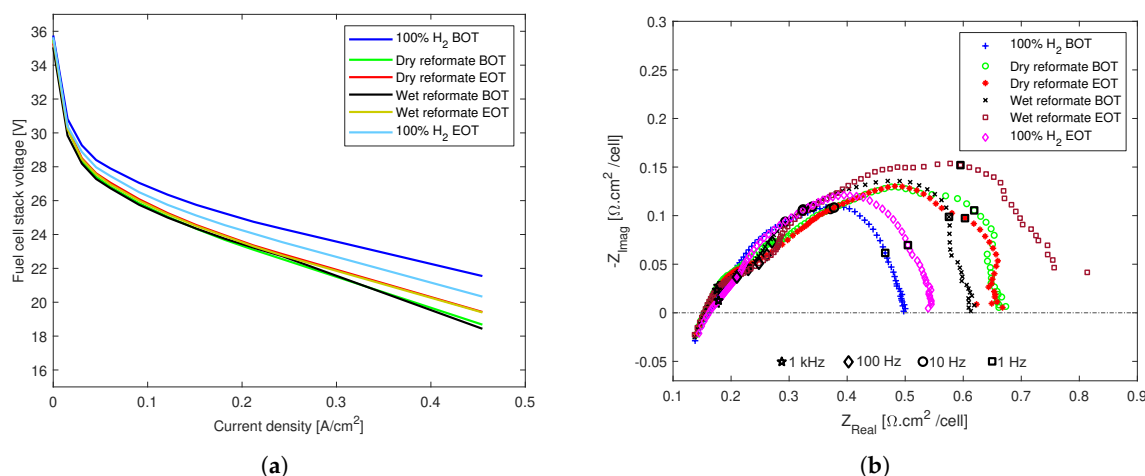 36
34
32
30
28
26
24
22
20
18
16
Fuel cell stack voltage [V]
100% H2 BOT
Dry reformate BOT
Dry reformate EOT
Wet reformate BOT
Wet reformate EOT
100% H2 EOT
0
0.1
0.2
0.3
0.4
0.5
Current density [A/cm2]
(a)
0.3
0.25
0.2
0.15
0.1
0.05
0
-0.05
-Zmag [Ω.cm2 /cell]
100% H2 BOT
Dry reformate BOT
Dry reformate EOT
Wet reformate BOT
Wet reformate EOT
100% H2 EOT
1 kHz
100 Hz
10 Hz
1 Hz
0.1
0.2
0.3
0.4
0.5
0.6
0.7
0.8
0.9
ZReal [Ω.cm2 /cell]
(b)